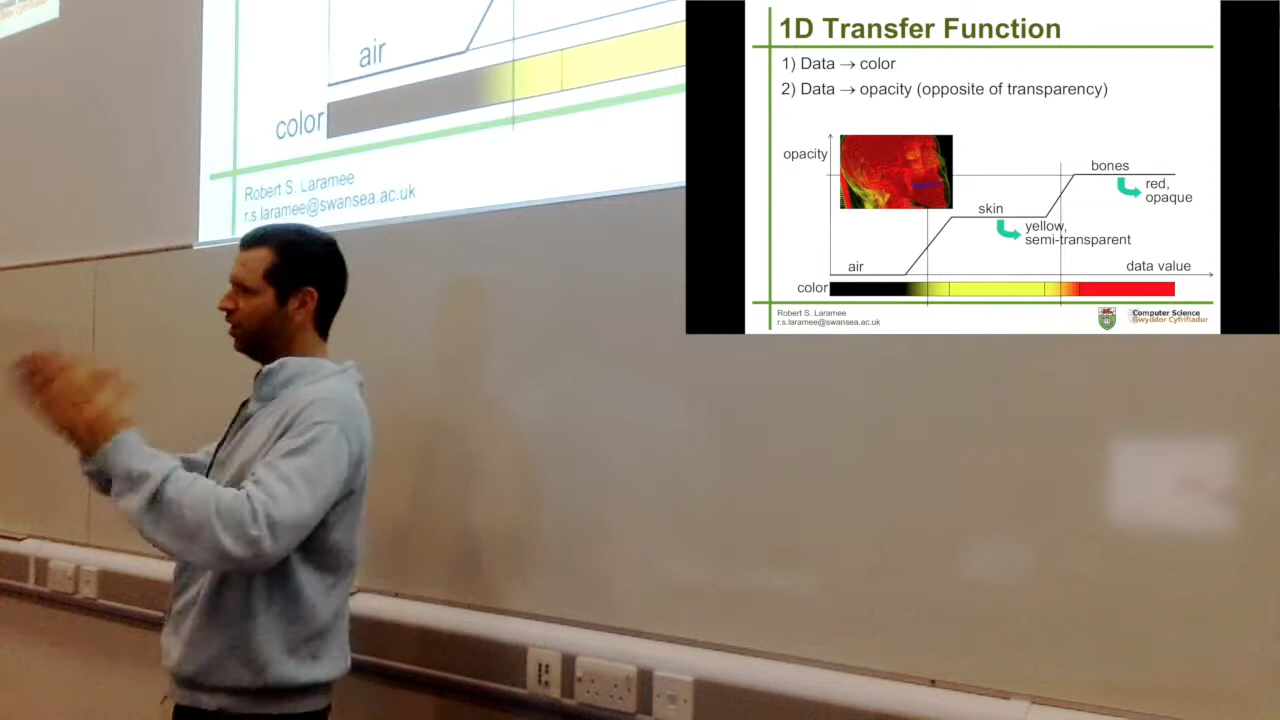 air
color
Robert S. Laramee
r.s.laramee@swansea.ac.uk
1D Transfer Function
1) Data → color
2) Data → opacity (opposite of transparency)
opacity
bones
red,
opaque
skin
yellow,
semi-transparent
air
data value
color
Robert S. Laramee
r.s.laramee@swansea.ac.uk
Computer Science
Gwyddor Cyfrifiadur